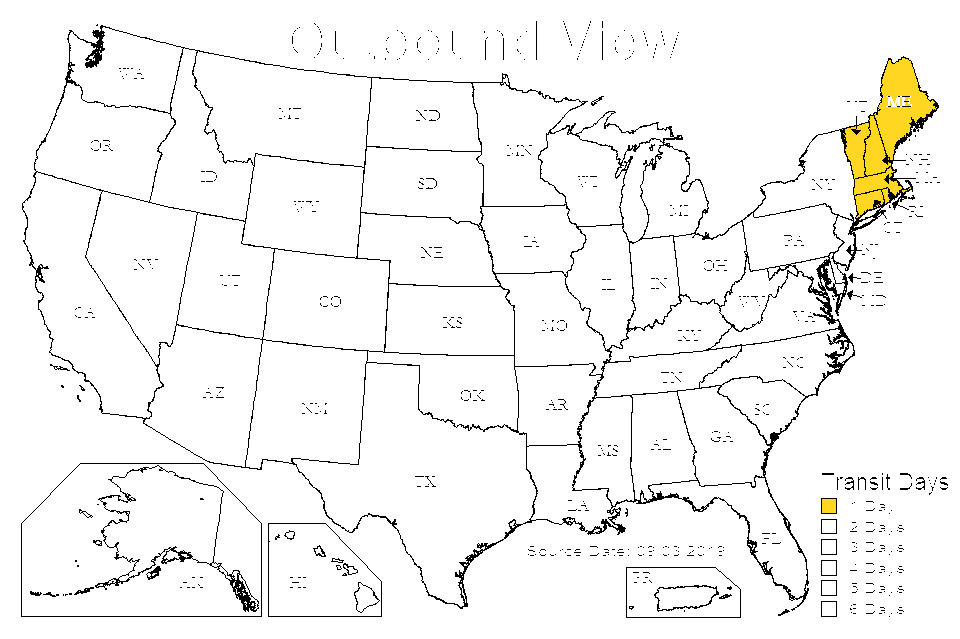 Outbound View
WA
MT
ND
MN
ME
OR
ID
SD
WI
MI
NY
NH
WY
RI
CT
NE
IA
PA
NJ
NV
UT
CO
IL
IN
OH
DE
MD
CA
KS
MO
WV
VA
KY
AZ
NM
OK
AR
TN
NC
SC
MS
AL
GA
TX
LA
FL
AK
HI
PR
Source Date: 09.03.2019
Transit Days
1 Day
2 Days
3 Days
4 Days
5 Days
6 Days